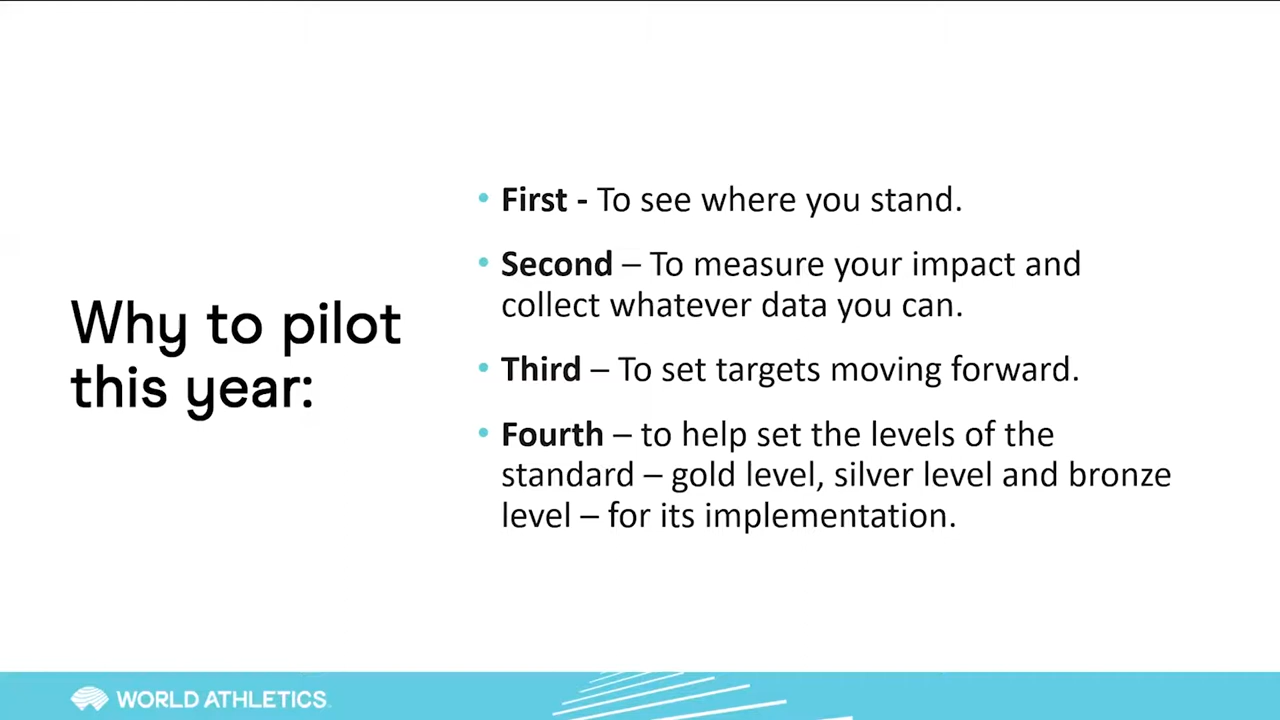 Why to pilot
this year:
• First - To see where you stand.
• Second – To measure your impact and
collect whatever data you can.
• Third – To set targets moving forward.
• Fourth – to help set the levels of the
standard – gold level, silver level and bronze
level – for its implementation.
WORLD ATHLETICS.